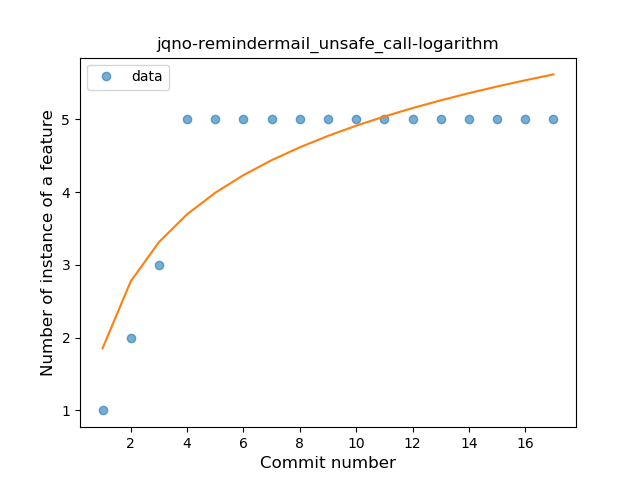 jqno-remindermail_unsafe_call-logarithm
data
Number of instance of a feature
5
4
3
2
1
2 4 6 8 10 12 14 16
Commit number